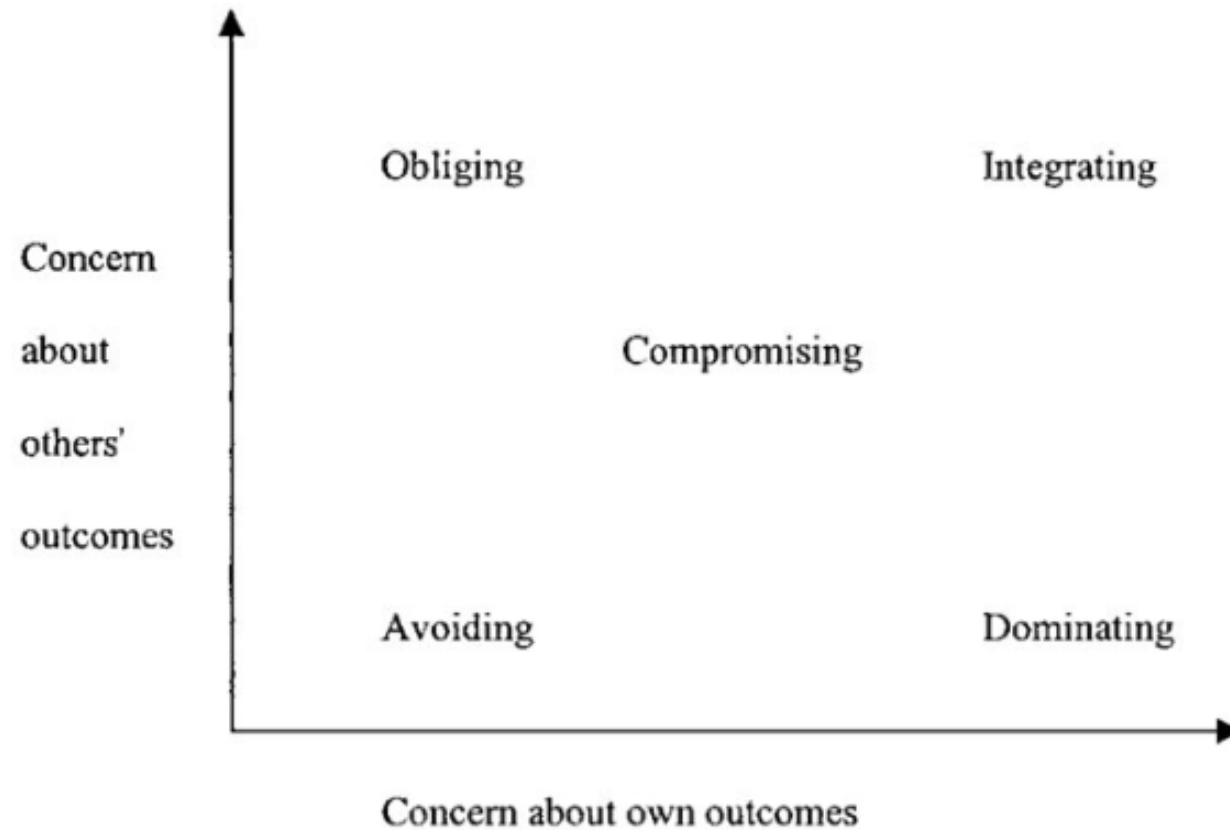 Obliging Integrating
Concern
about
others'
outcomes
Compromising
Avoiding Dominating
Concern about own outcomes